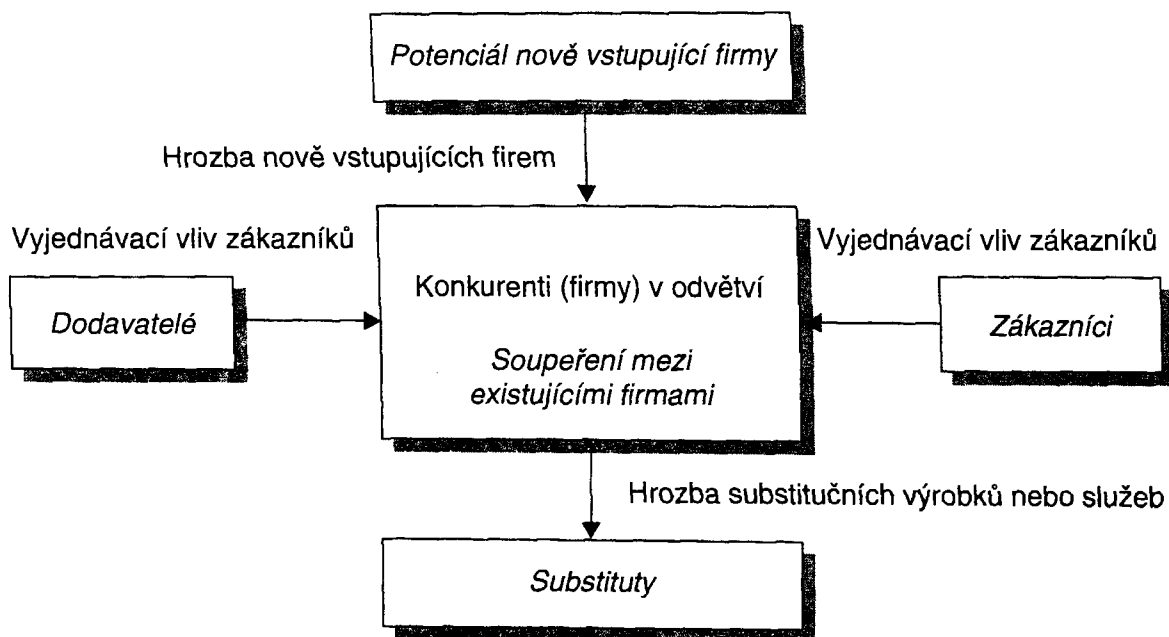 Potenciál nově vstupující firmy
Hrozba nově vstupujících firem
Vyjednávací vliv zákazníků
Vyjednávací vliv zákazníků
Dodavatelé
Konkurenti (firmy) v odvětví
Soupeření mezi
existujícími firmami
Zákazníci
Hrozba substitučních výrobků nebo služeb
Substituty